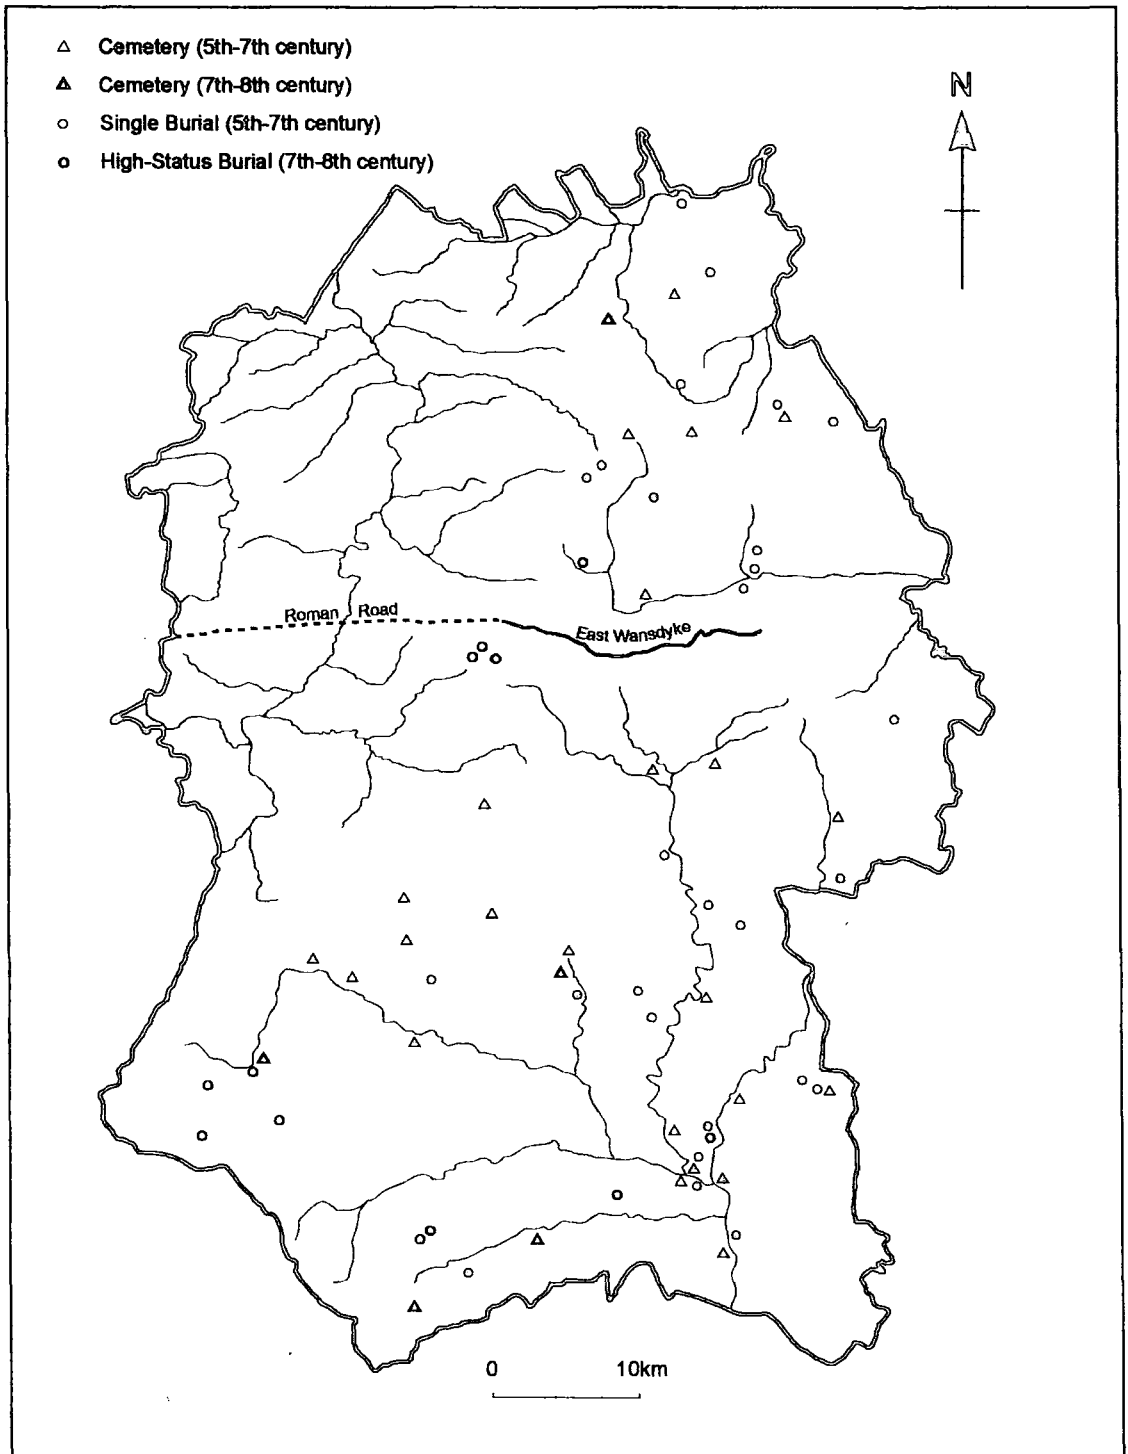 Cemetery (5th-7th century)
Cemetery (7th-8th century)
Single Burial (5th-7th century)
High-Status Burial (7th-8th century)
N
Roman Road
East Wansdyke
0 10km